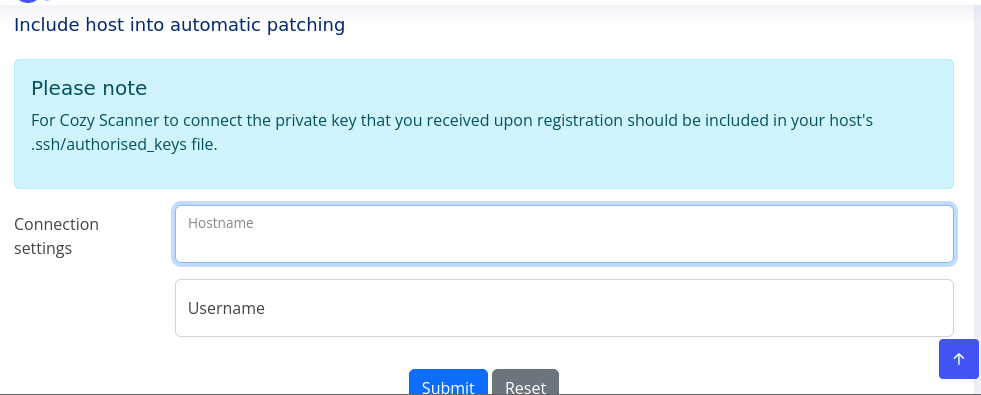 Include host into automatic patching
Please note
For Cozy Scanner to connect the private key that you received upon registration should be included in your host's
.ssh/authorised_keys file.
Connection
settings
Hostname
Username
Submit
Reset